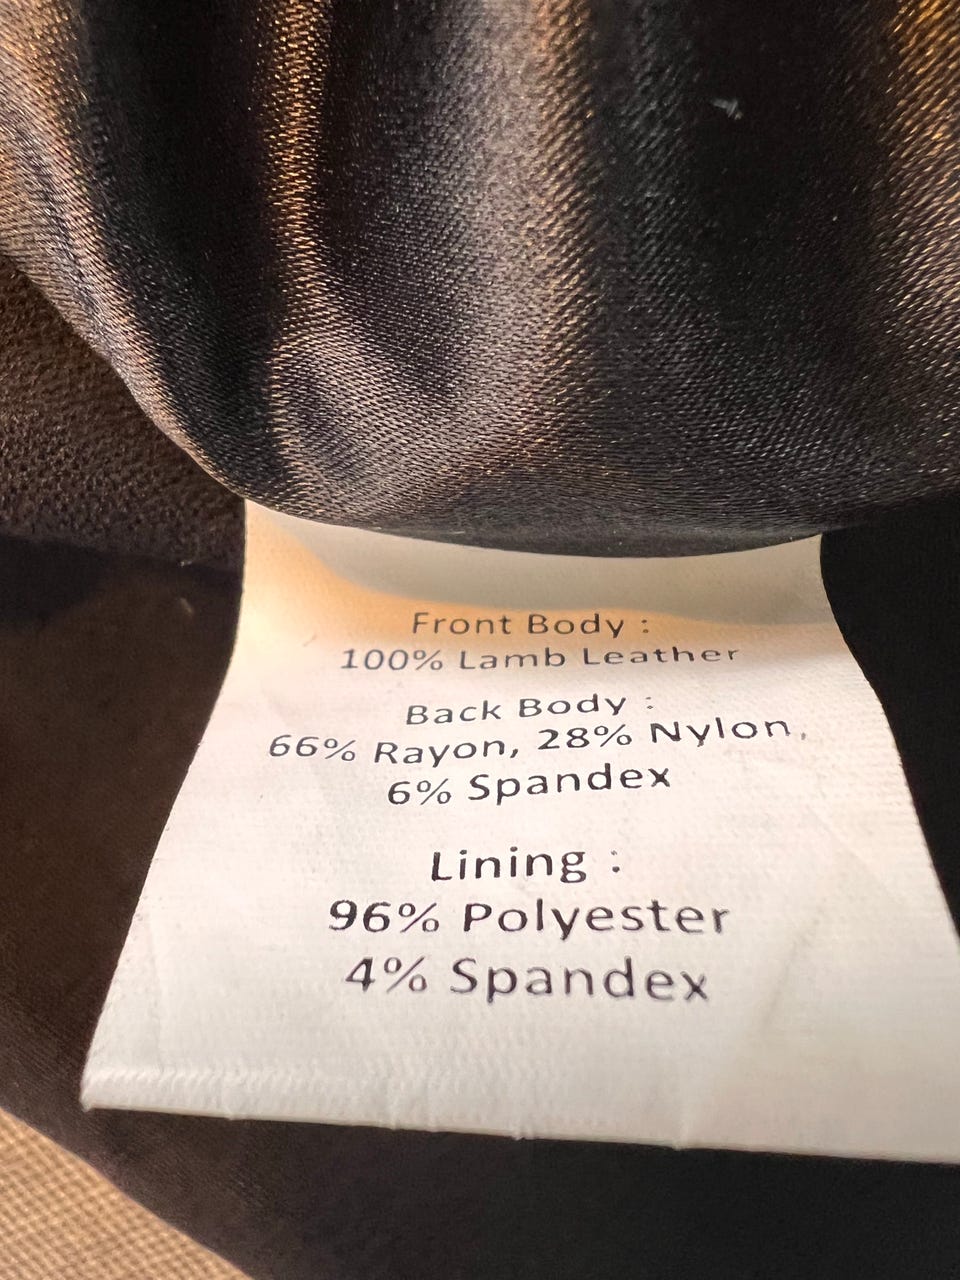 Front Body :
100% Lamb Leather
Back Body :
66% Rayon, 28% Nylon,
6% Spandex
Lining :
96% Polyester
4% Spandex